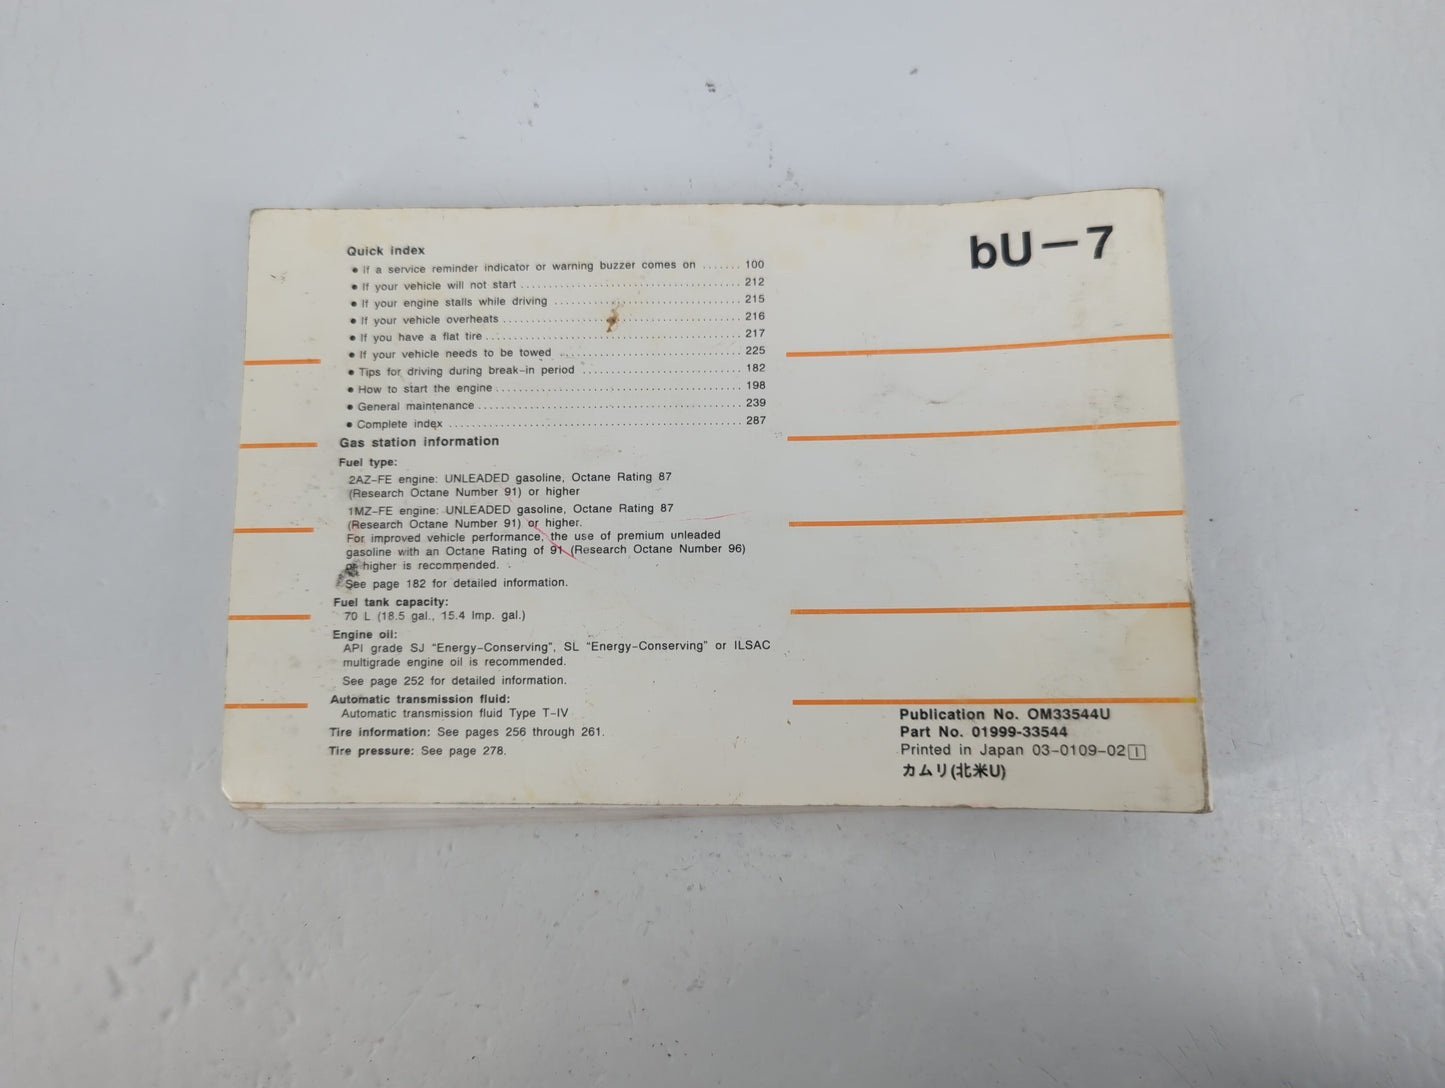 bU－7
Quick index
● If a service reminder indicator or warning buzzer comes on ....... 100
● If your vehicle will not start ........................................ 212
● If your engine stalls while driving .................................. 215
● If your vehicle overheats ........................................... 216
● If you have a flat tire .............................................. 217
● If your vehicle needs to be towed ................................. 225
● Tips for driving during break–in period ............................. 182
● How to start the engine ............................................ 198
● General maintenance .............................................. 239
● Complete index ................................................... 287
Gas station information
Fuel type:
2AZ–FE engine: UNLEADED gasoline, Octane Rating 87
(Research Octane Number 91) or higher
1MZ–FE engine: UNLEADED gasoline, Octane Rating 87
(Research Octane Number 91) or higher.
For improved vehicle performance, the use of premium unleaded
gasoline with an Octane Rating of 91 (Research Octane Number 96)
or higher is recommended.
See page 182 for detailed information.
Fuel tank capacity:
70 L (18.5 gal., 15.4 Imp. gal.)
Engine oil:
API grade SJ "Energy–Conserving", SL "Energy–Conserving" or ILSAC
multigrade engine oil is recommended.
See page 252 for detailed information.
Automatic transmission fluid:
Automatic transmission fluid Type T–IV
Tire information: See pages 256 through 261.
Tire pressure: See page 278.
Publication No. OM33544U
Part No. 01999-33544
Printed in Japan 03–0109–02 I
カムリ(北米U)